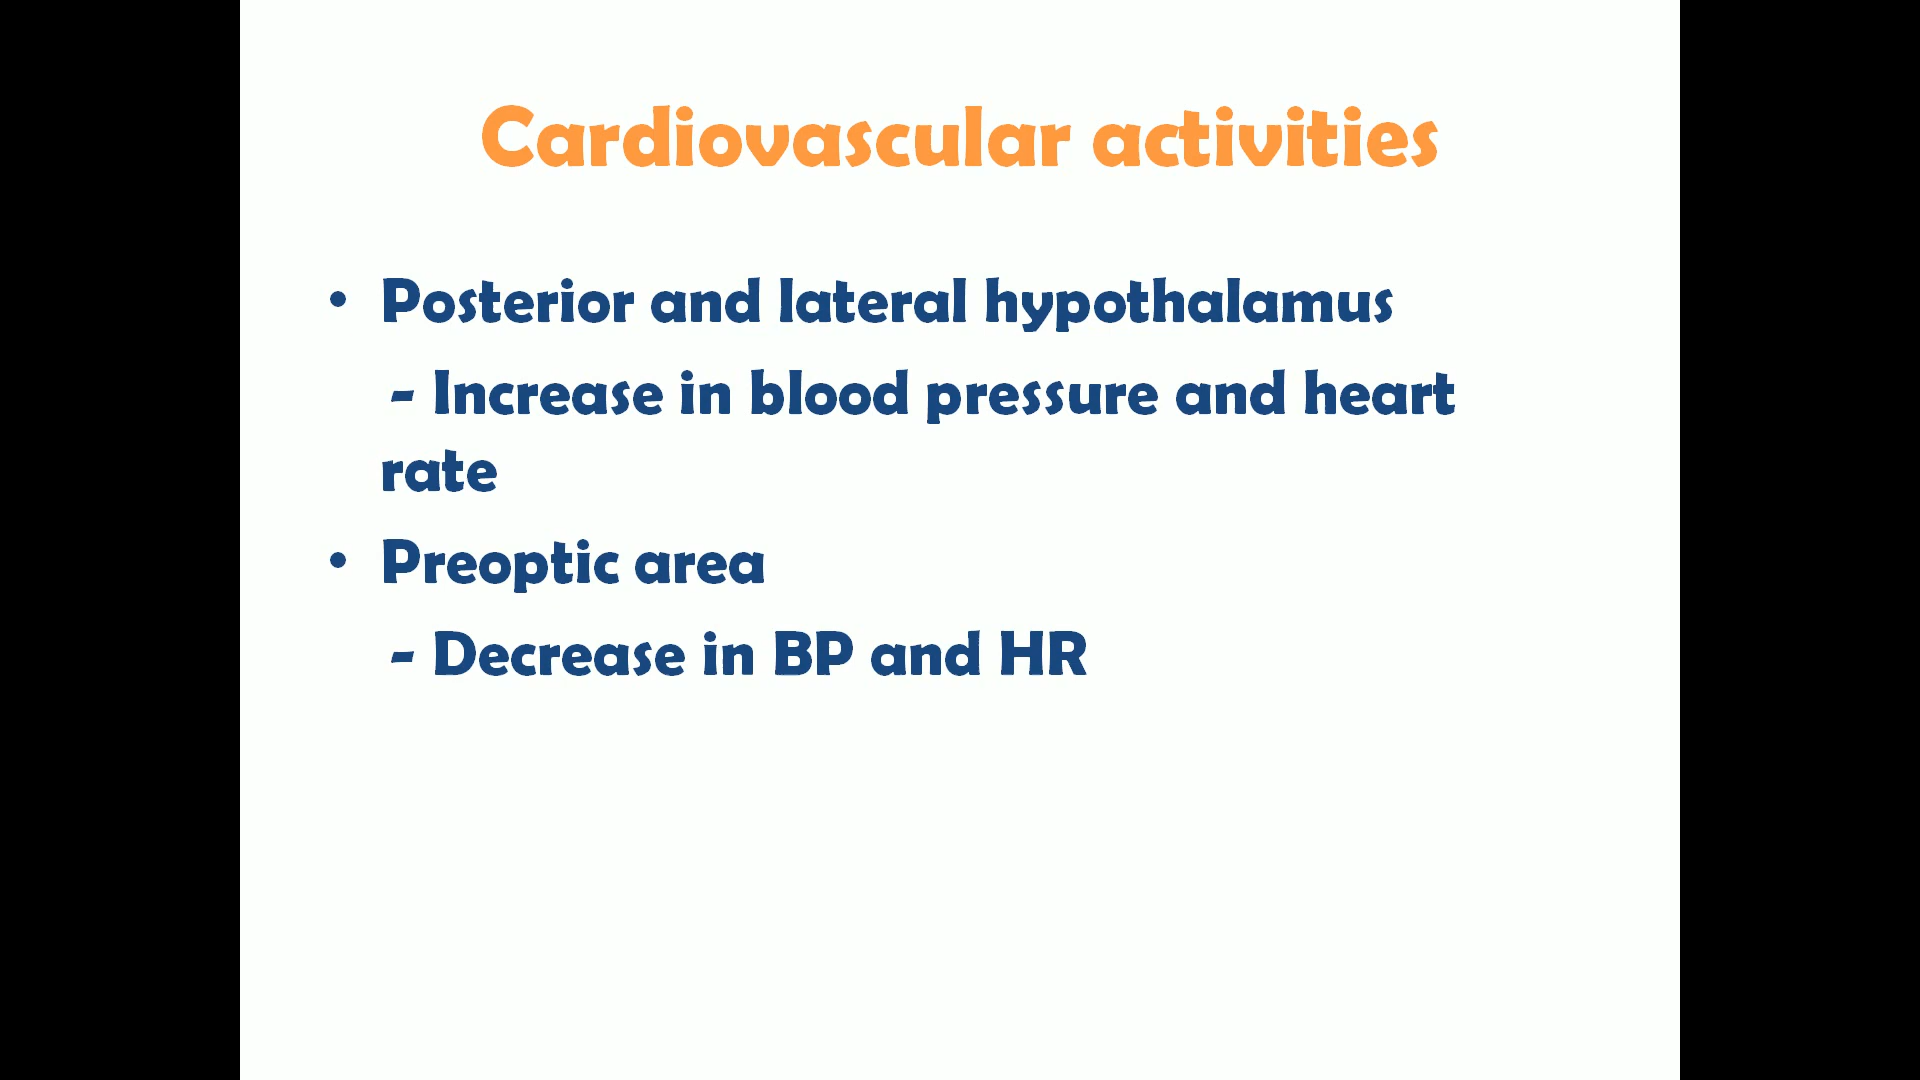 Cardiovascular activities
• Posterior and lateral hypothalamus
- Increase in blood pressure and heart
rate
• Preoptic area
- Decrease in BP and HR